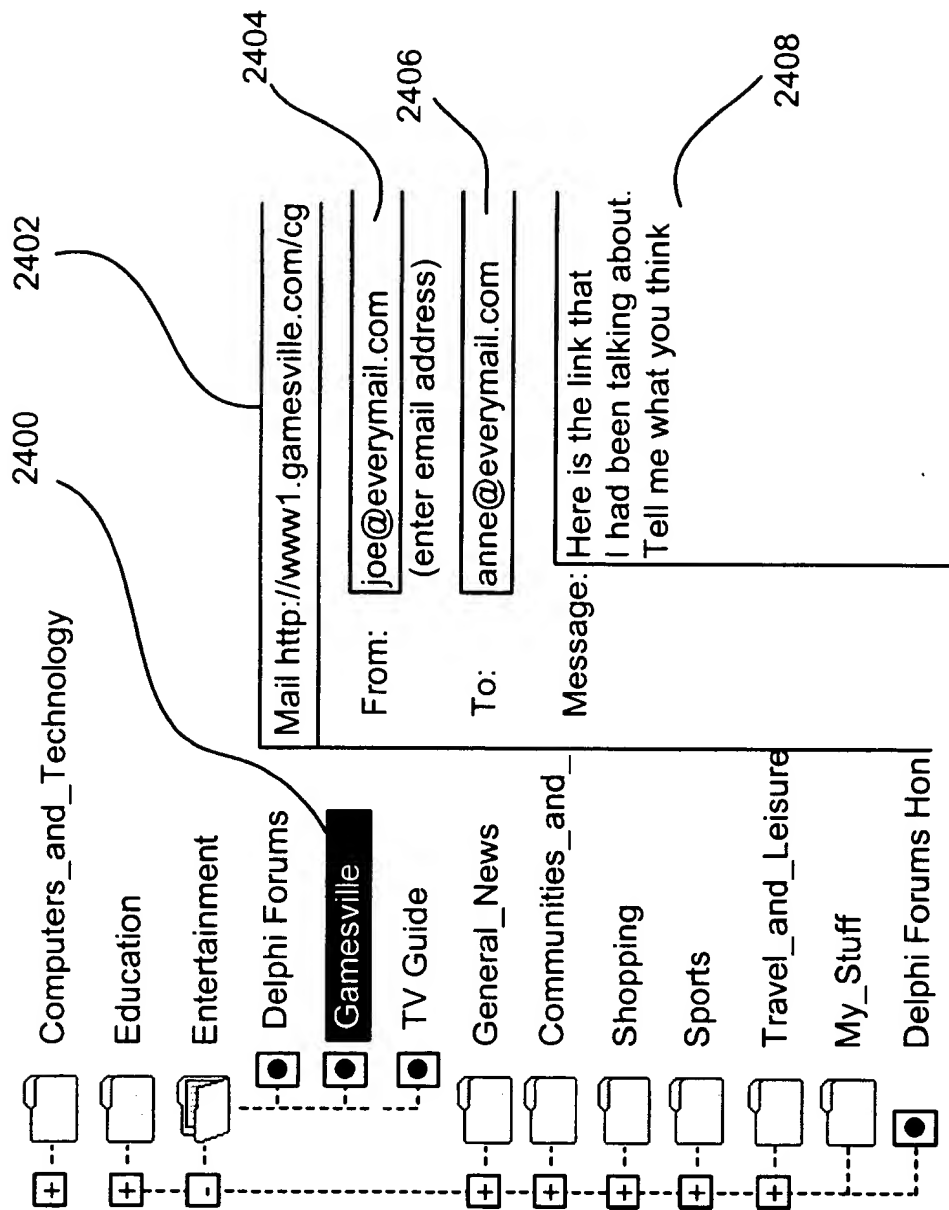 2400
2402
2404
2406
2408
+ Computers_and_Technology
+ Education
- Entertainment
Delphi Forums
Gamesville
TV Guide
+ General_News
+ Communities_and_
+ Shopping
+ Sports
+ Travel_and_Leisure
My_Stuff
Delphi Forums Hon
Mail http://www1.gamesville.com/cg
From: joe@everymail.com
(enter email address)
To: anne@everymail.com
Message: Here is the link that
I had been talking about.
Tell me what you think